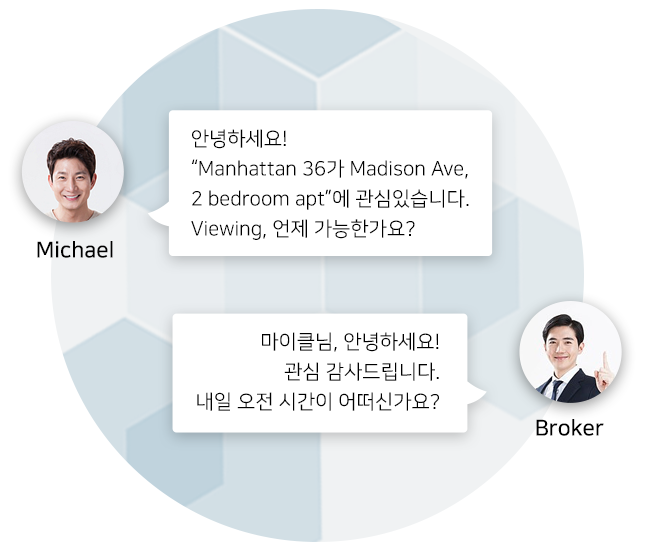 안녕하세요!
“Manhattan 36가 Madison Ave,
2 bedroom apt”에 관심있습니다.
Viewing, 언제 가능한가요?
Michael
마이클님, 안녕하세요!
관심 감사드립니다.
내일 오전 시간이 어떠신가요?
Broker